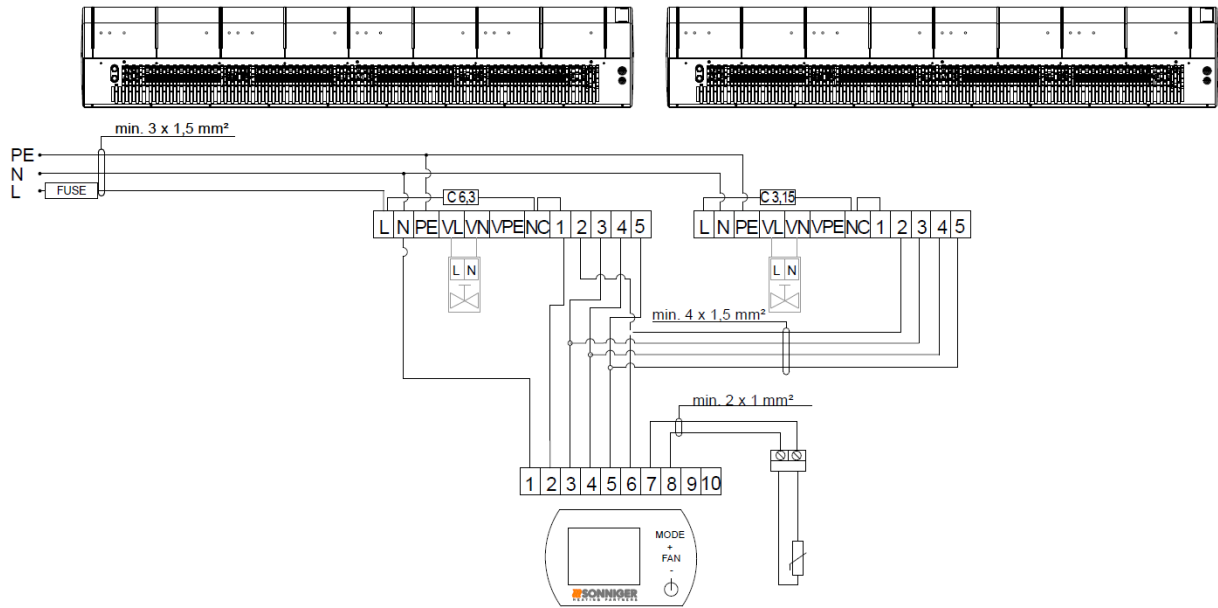 min. 3 x 1,5 mm²
PE
N
L
FUSE
C 6,3
C 3,15
L N PE VL VN VPE NC 1 2 3 4 5
L N PE VL VN VPE NC 1 2 3 4 5
L N
L N
min. 4 x 1,5 mm²
min. 2 x 1 mm²
1 2 3 4 5 6 7 8 9 10
MODE
+
FAN
-
SONNIGER
HEATING PARTNERS